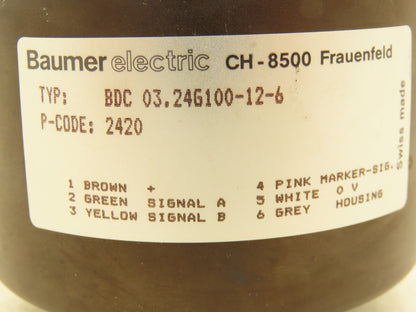 Baumer electric CH-8500 Frauenfeld
TYP: BDC 03.24G100-12-6
P-CODE: 2420
Swiss made
1 BROWN +
2 GREEN SIGNAL A
3 YELLOW SIGNAL B
4 PINK MARKER-SIG.
5 WHITE 0 V
6 GREY HOUSING